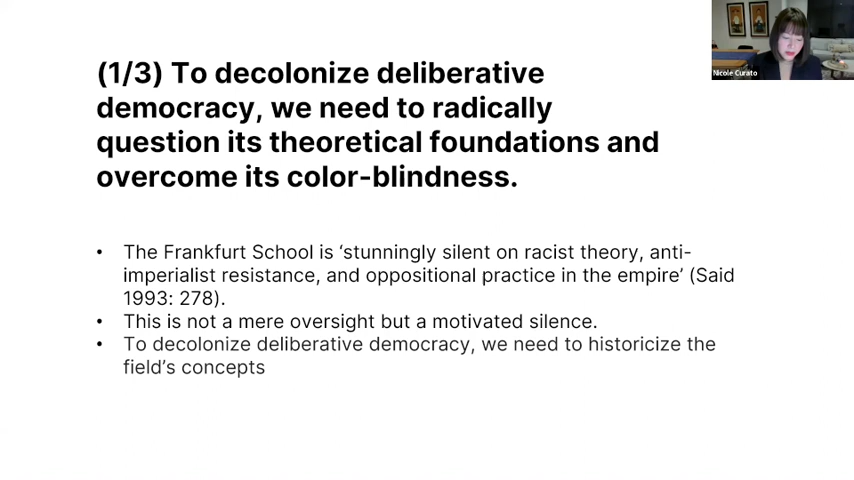 (1/3) To decolonize deliberative
democracy, we need to radically
question its theoretical foundations and
overcome its color-blindness.
• The Frankfurt School is ‘stunningly silent on racist theory, anti-
imperialist resistance, and oppositional practice in the empire’ (Said
1993: 278).
• This is not a mere oversight but a motivated silence.
• To decolonize deliberative democracy, we need to historicize the
field’s concepts
Nicole Curato